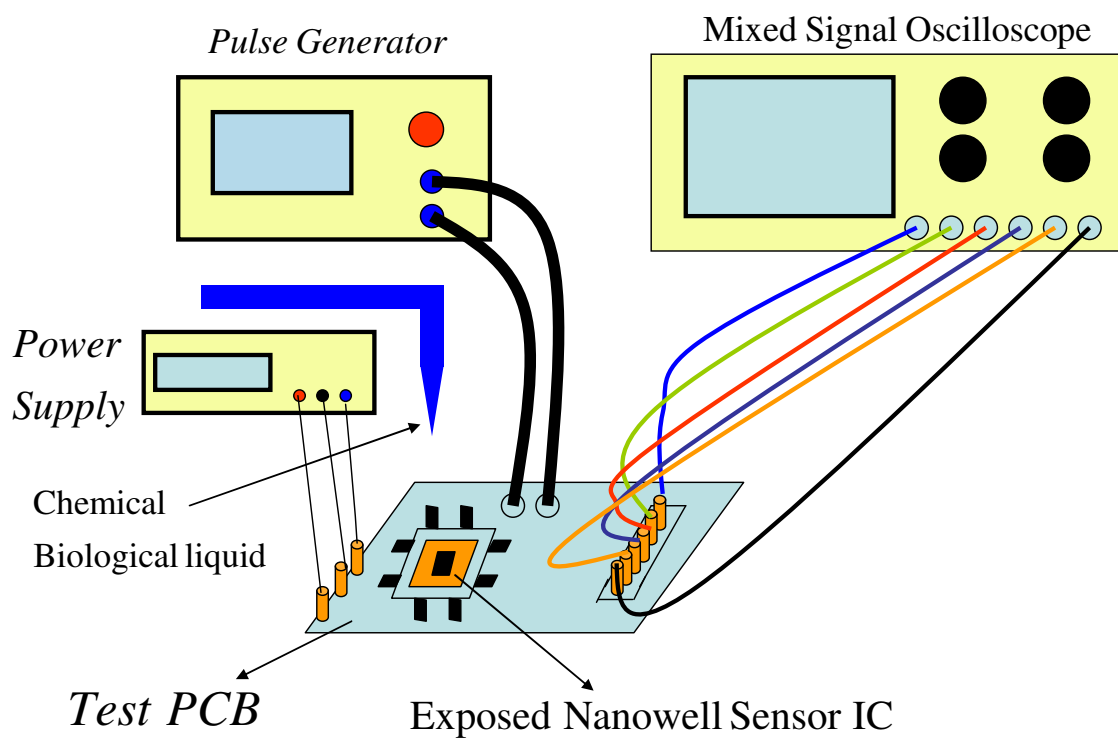 Pulse Generator
Mixed Signal Oscilloscope
Power
Supply
Chemical
Biological liquid
Test PCB
Exposed Nanowell Sensor IC